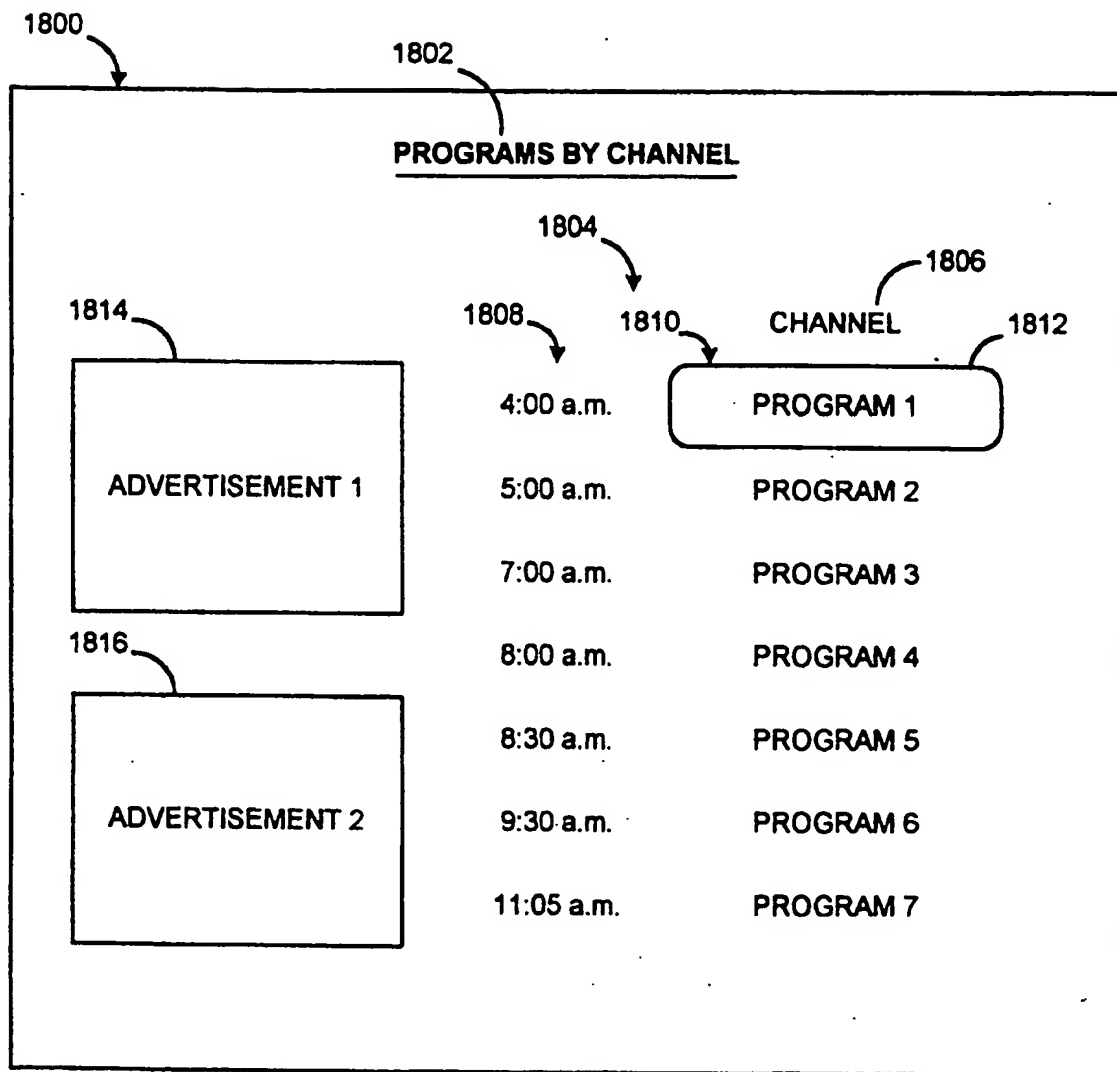 1800
1802
PROGRAMS BY CHANNEL
1804
1806
1814
1808
1810
CHANNEL
1812
4:00 a.m.
PROGRAM 1
ADVERTISEMENT 1
5:00 a.m.
PROGRAM 2
7:00 a.m.
PROGRAM 3
1816
8:00 a.m.
PROGRAM 4
8:30 a.m.
PROGRAM 5
ADVERTISEMENT 2
9:30 a.m.
PROGRAM 6
11:05 a.m.
PROGRAM 7